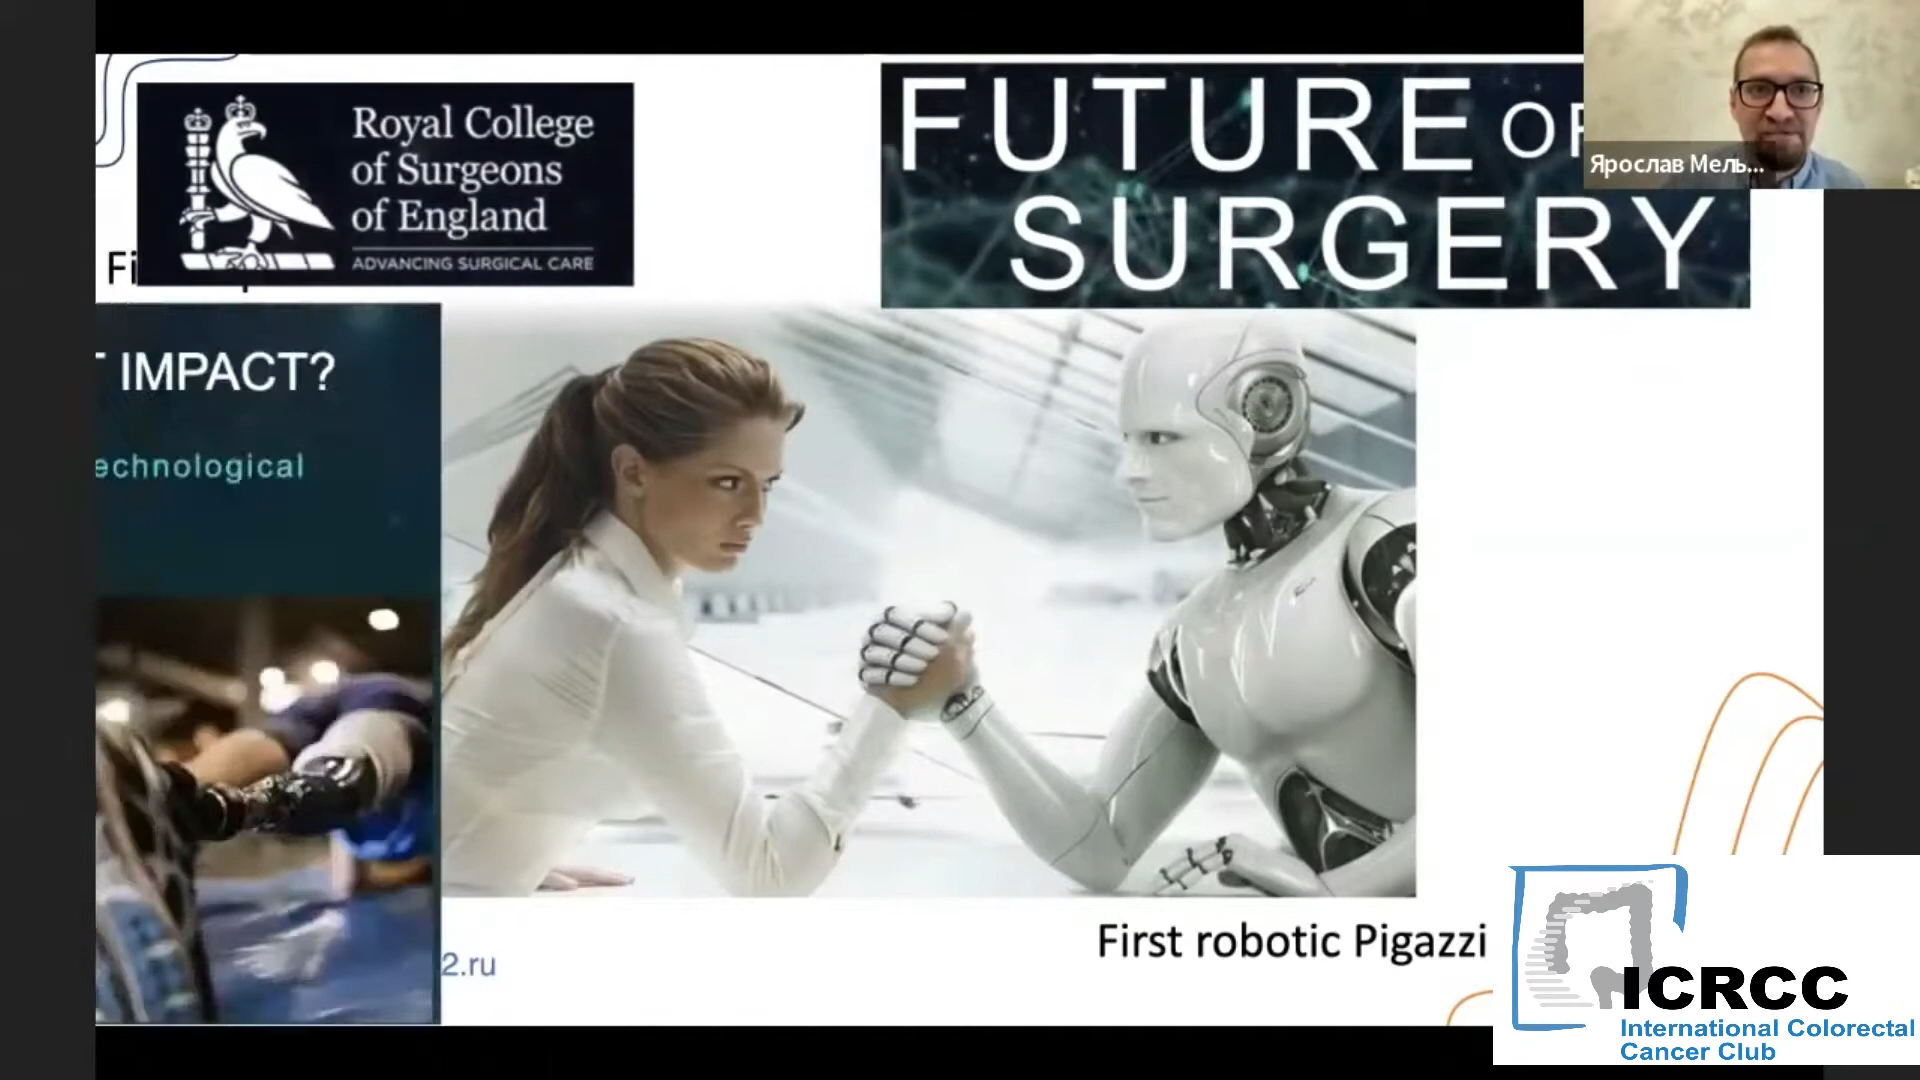 Royal College
of Surgeons
of England
ADVANCING SURGICAL CARE
FUTURE OF
SURGERY
Ярослав Мель...
Fi
T IMPACT?
echnological
2.ru
First robotic Pigazzi
ICRCC
International Colorectal
Cancer Club